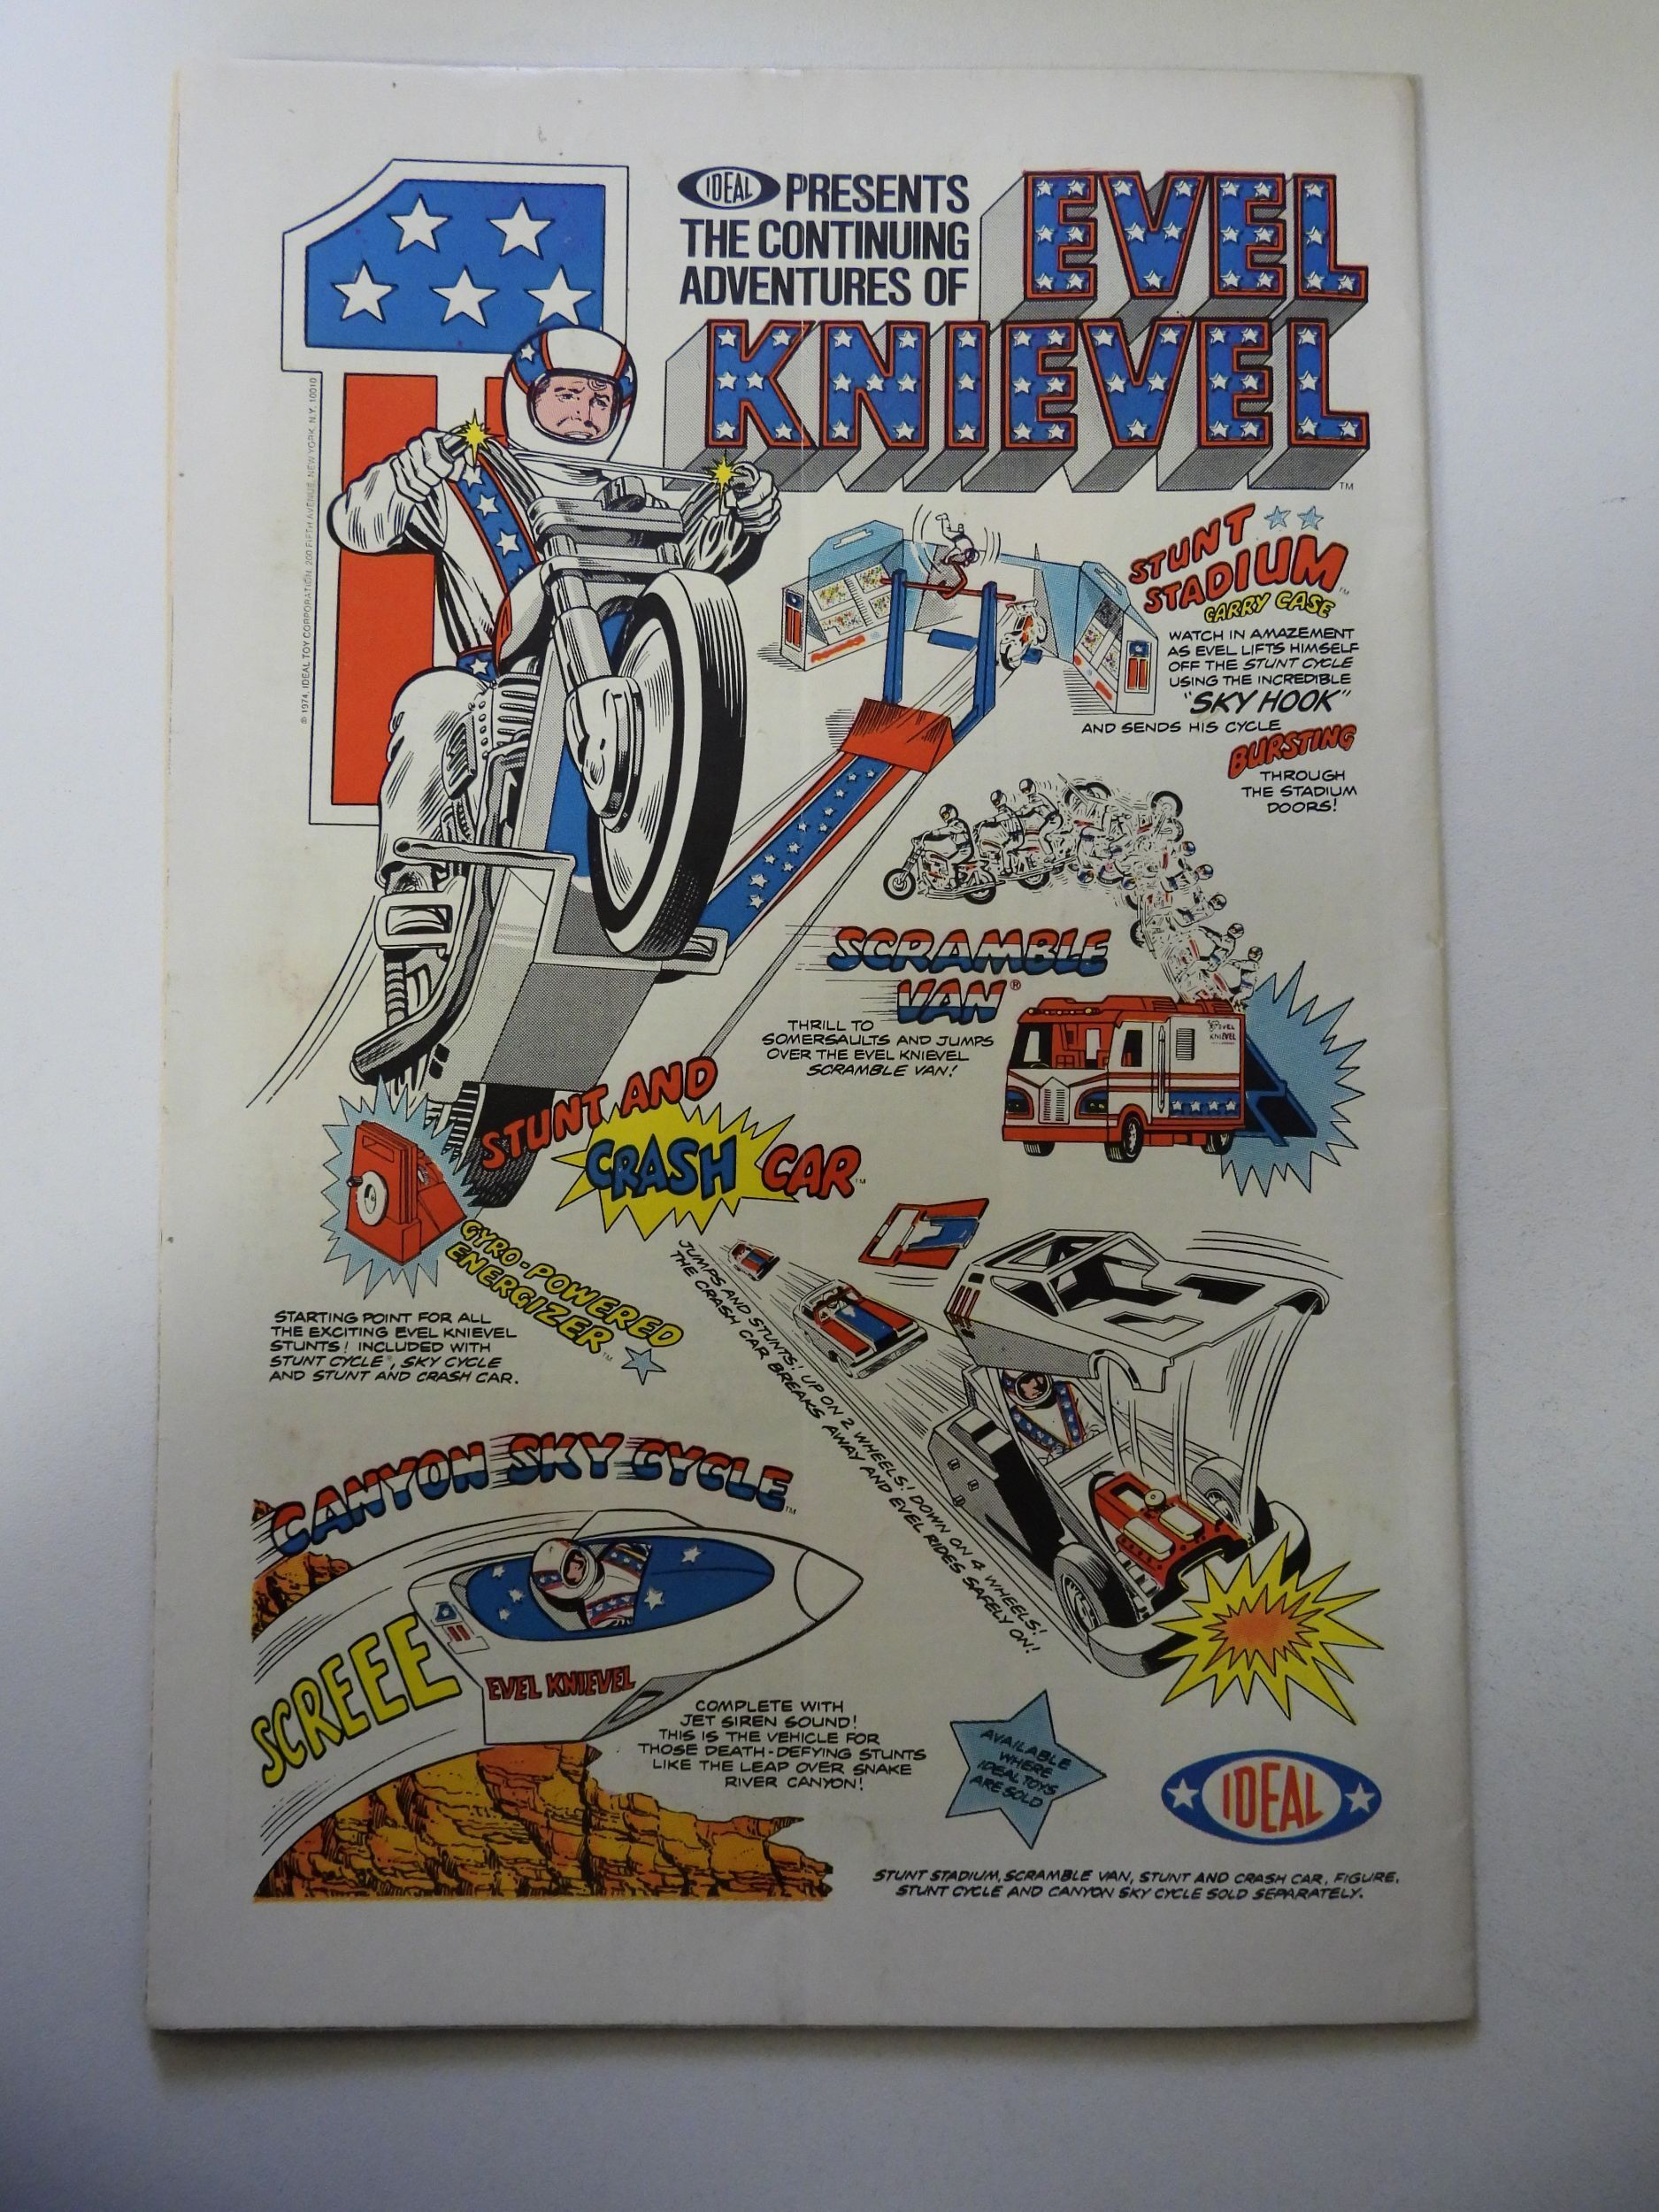 IDEAL PRESENTS
THE CONTINUING
ADVENTURES OF
EVEL
KNIEVEL
TM
© 1974, IDEAL TOY CORPORATION, 200 FIFTH AVENUE, NEW YORK, N.Y. 10010
STUNT
STADIUM
TM
CARRY CASE
WATCH IN AMAZEMENT
AS EVEL LIFTS HIMSELF
OFF THE STUNT CYCLE
USING THE INCREDIBLE
"SKY HOOK"
AND SENDS HIS CYCLE
BURSTING
THROUGH
THE STADIUM
DOORS!
SCRAMBLE
VAN®
THRILL TO
SOMERSAULTS AND JUMPS
OVER THE EVEL KNIEVEL
SCRAMBLE VAN!
EVEL
KNIEVEL
STUNT AND
CRASH CAR
TM
GYRO-POWERED
ENERGIZER
TM
STARTING POINT FOR ALL
THE EXCITING EVEL KNIEVEL
STUNTS! INCLUDED WITH
STUNT CYCLE®, SKY CYCLE
AND STUNT AND CRASH CAR.
JUMPS AND STUNTS! UP ON 2 WHEELS! DOWN ON 4 WHEELS!
THE CRASH CAR BREAKS AWAY AND EVEL RIDES SAFELY ON!
CANYON SKY CYCLE
TM
SCREEE
EVEL KNIEVEL
COMPLETE WITH
JET SIREN SOUND!
THIS IS THE VEHICLE FOR
THOSE DEATH-DEFYING STUNTS
LIKE THE LEAP OVER SNAKE
RIVER CANYON!
AVAILABLE
WHERE
IDEAL TOYS
ARE SOLD
IDEAL
STUNT STADIUM, SCRAMBLE VAN, STUNT AND CRASH CAR, FIGURE,
STUNT CYCLE AND CANYON SKY CYCLE SOLD SEPARATELY.